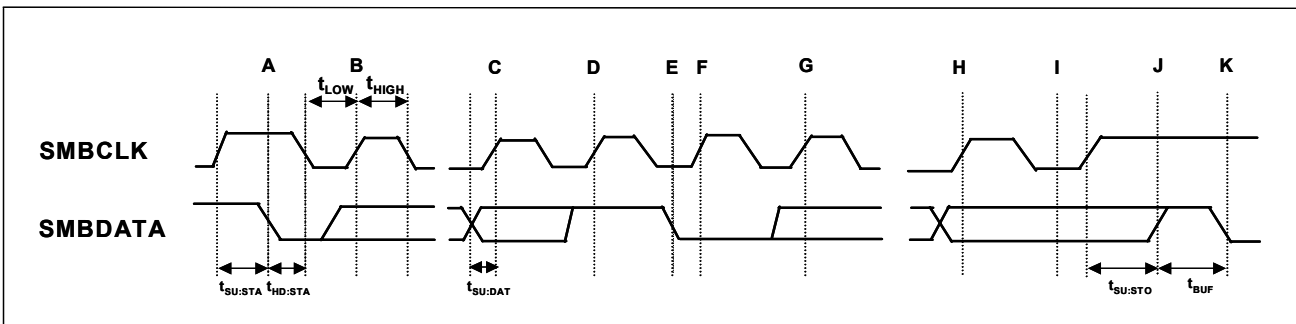 A B C D E F G H I J K
tLOW tHIGH
SMBCLK
SMBDATA
tSU:STA tHD:STA tSU:DAT tSU:STO tBUF